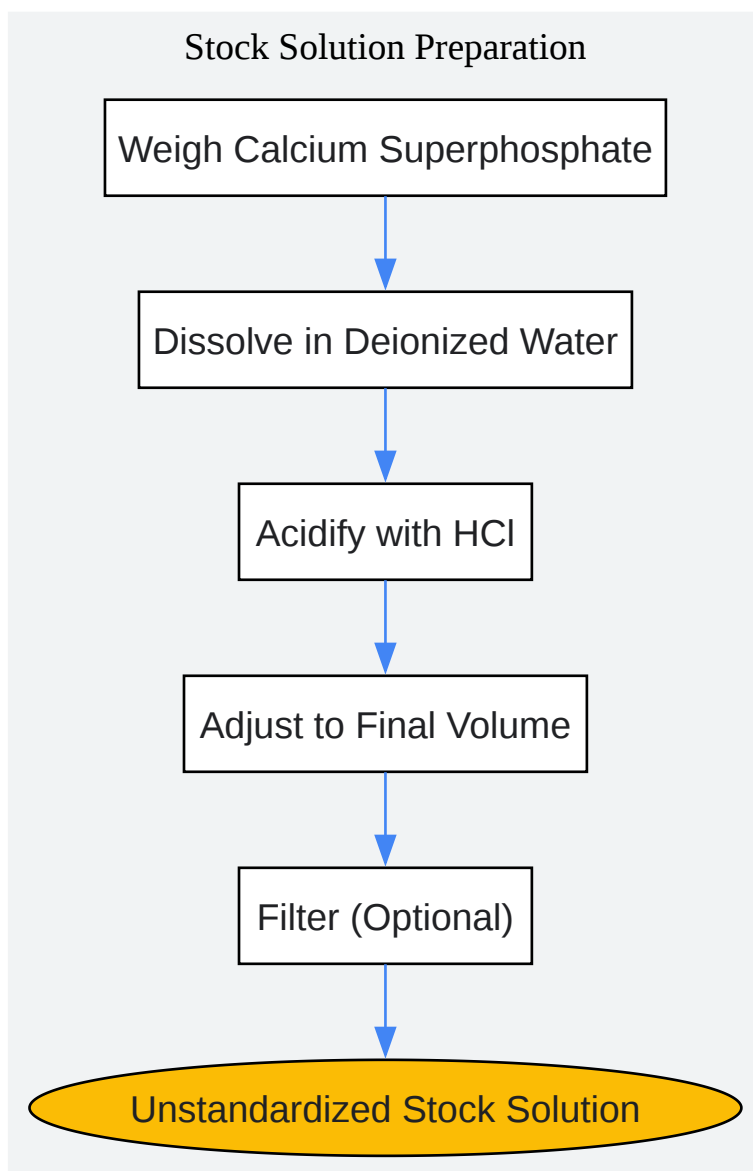 Stock Solution Preparation
Weigh Calcium Superphosphate
Dissolve in Deionized Water
Acidify with HCl
Adjust to Final Volume
Filter (Optional)
Unstandardized Stock Solution